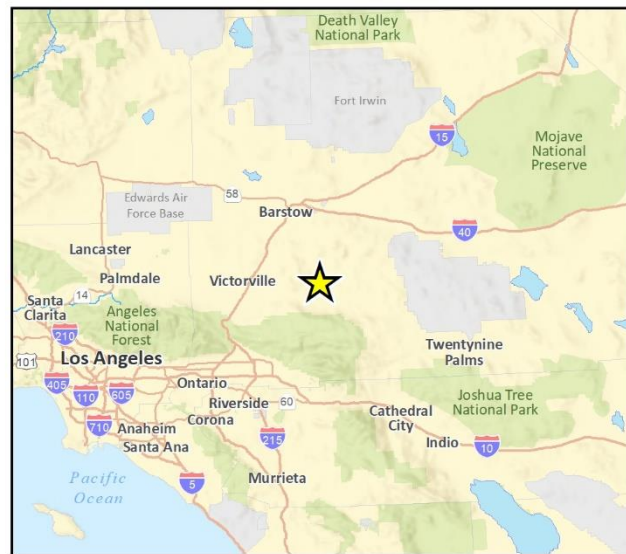 Death Valley
National Park
Fort Irwin
15
Mojave
National
Preserve
58
Edwards Air
Force Base
Barstow
40
Lancaster
Palmdale
Victorville
14
Santa
Clarita
Angeles
National
Forest
210
Twentynine
Palms
101
Los Angeles
405
110
605
Ontario
Riverside
60
Joshua Tree
National Park
Cathedral
City
Corona
710
Anaheim
Santa Ana
215
Indio
10
Murrieta
5
Pacific
Ocean